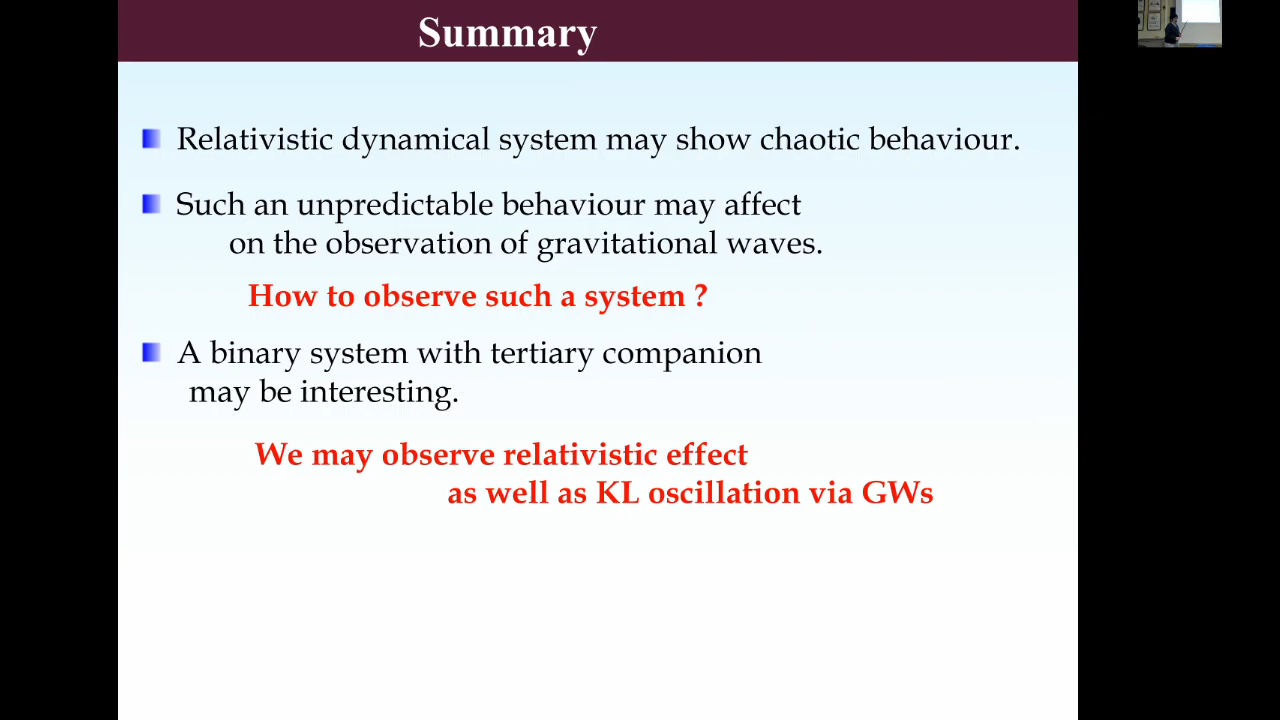 Summary
Relativistic dynamical system may show chaotic behaviour.
Such an unpredictable behaviour may affect
on the observation of gravitational waves.
How to observe such a system ?
A binary system with tertiary companion
may be interesting.
We may observe relativistic effect
as well as KL oscillation via GWs